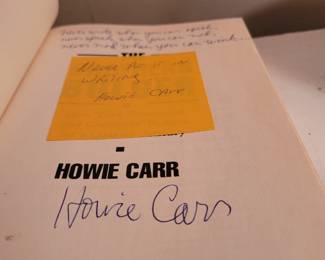 Never write when you can speak,
never speak when you can nod,
never nod when you can wink.
THE
NEVER PUT IT IN
WRITING.
HOWIE CARR
HOWIE CARR
Howie Carr